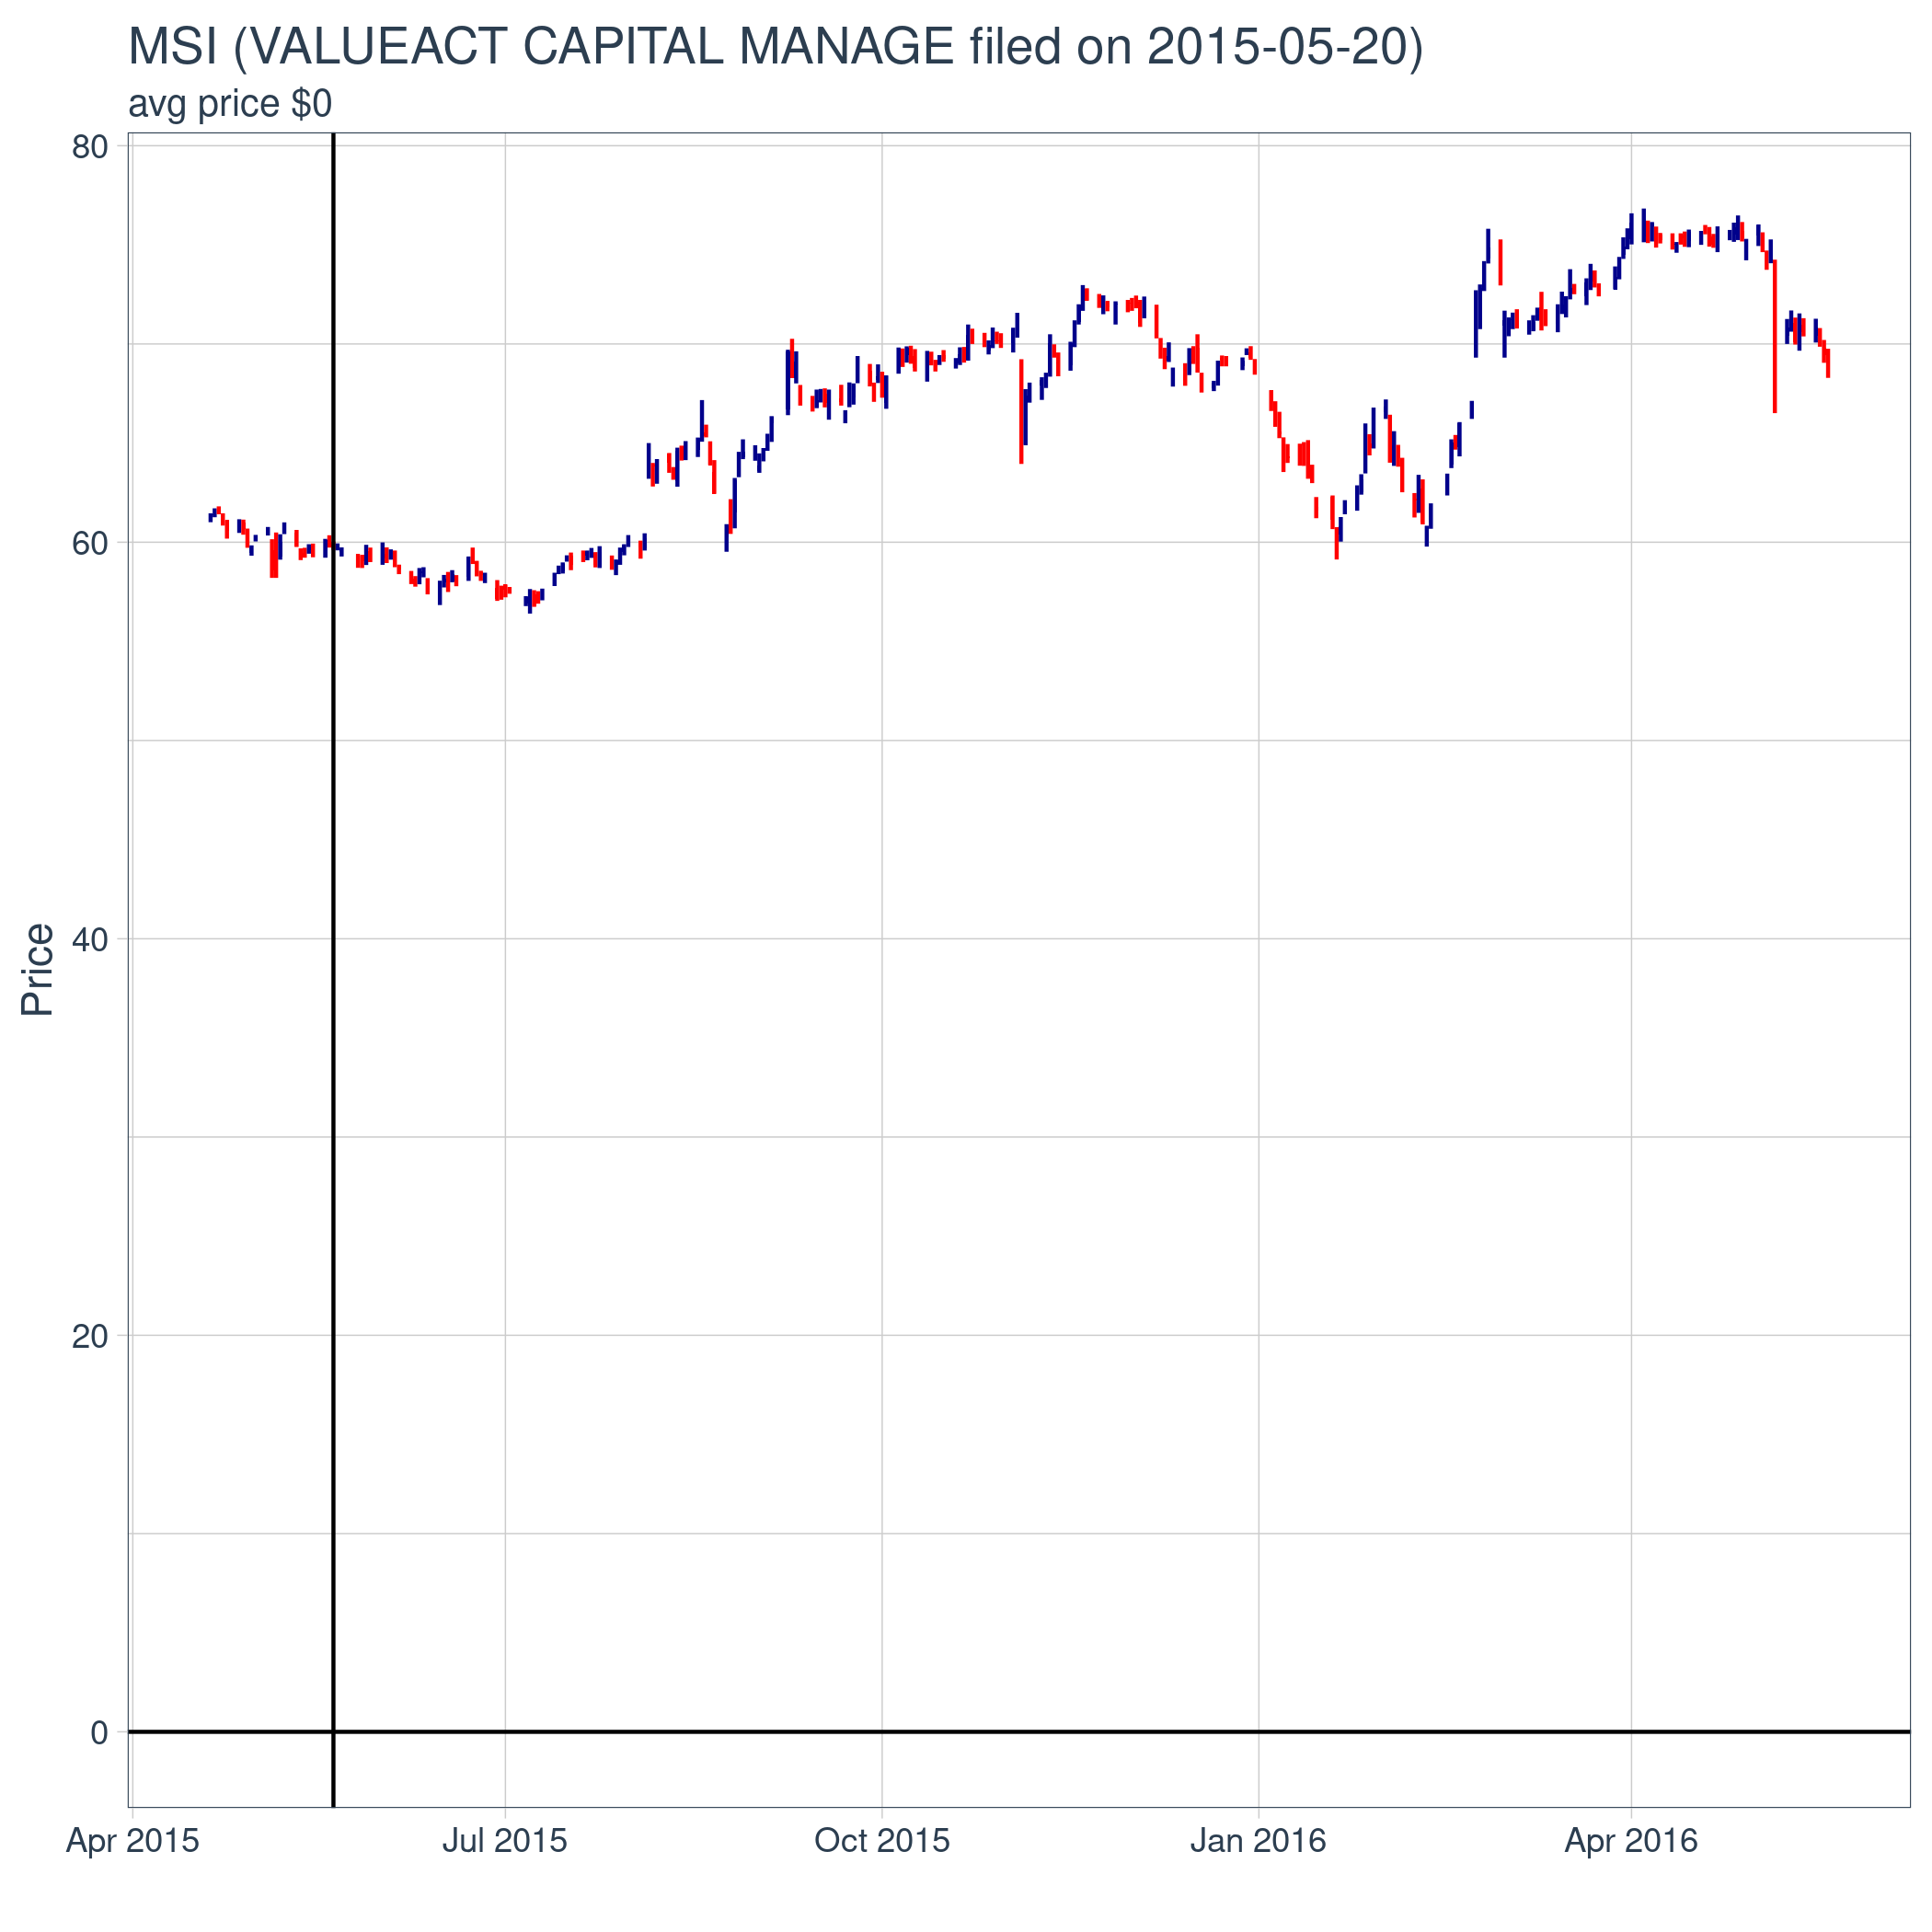 MSI (VALUEACT CAPITAL MANAGE filed on 2015-05-20)
avg price $0
80
60
40
20
0
Price
Apr 2015 Jul 2015 Oct 2015 Jan 2016 Apr 2016